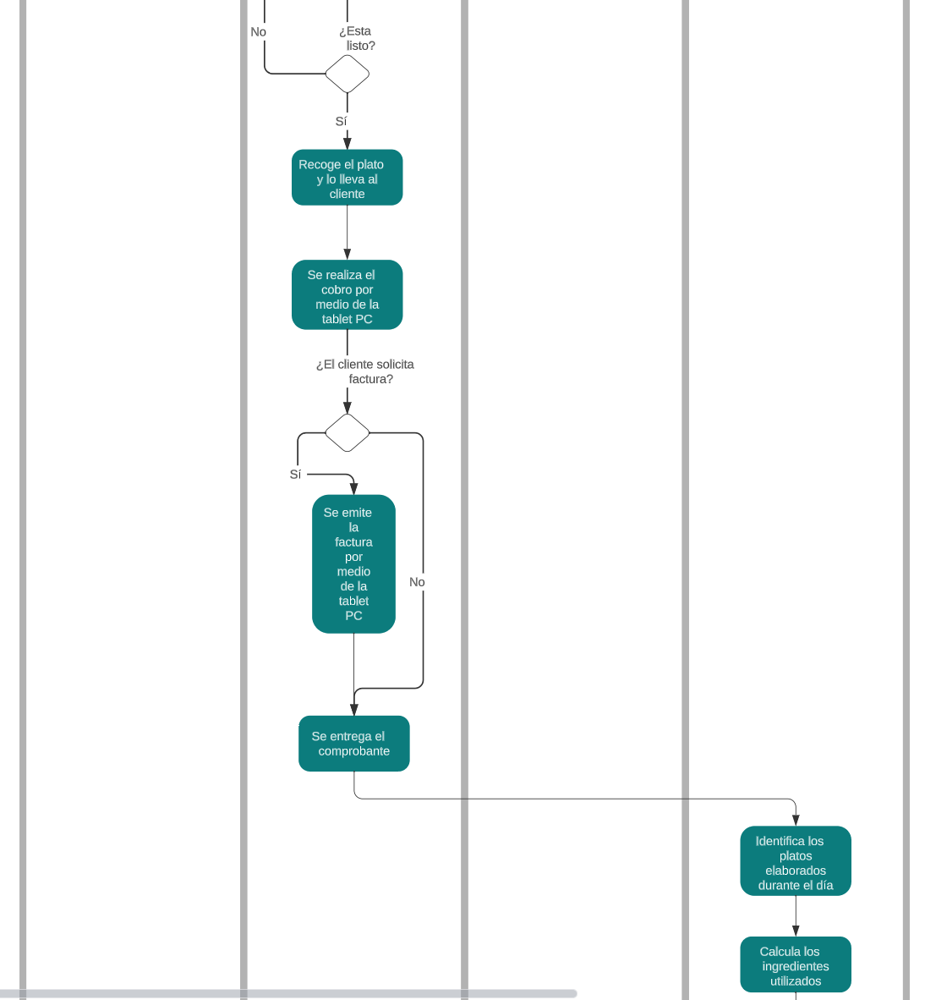 No
¿Esta
listo?
Sí
Recoge el plato
y lo lleva al
cliente
Se realiza el
cobro por
medio de la
tablet PC
¿El cliente solicita
factura?
Sí
Se emite
la
factura
por
medio
de la
tablet
PC
No
Se entrega el
comprobante
Identifica los
platos
elaborados
durante el día
Calcula los
ingredientes
utilizados